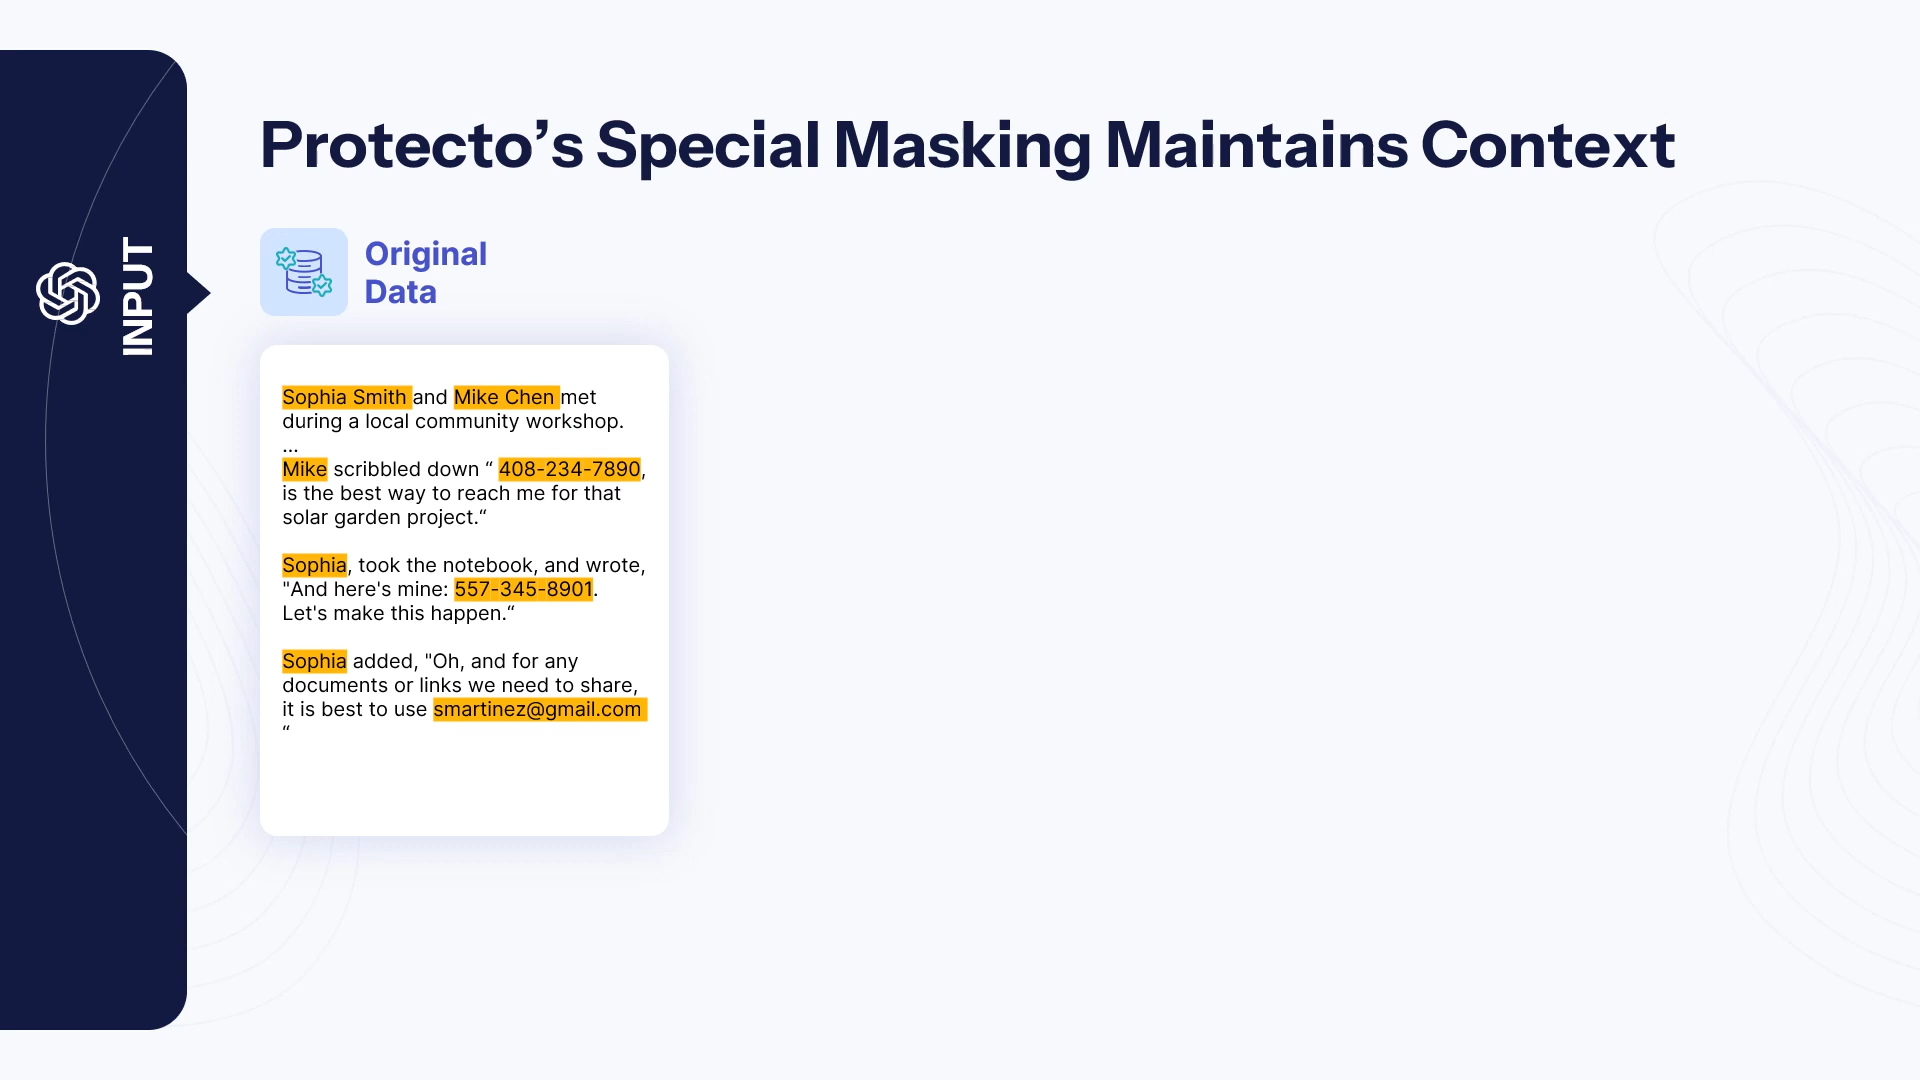 Protecto’s Special Masking Maintains Context
INPUT
Original
Data
Sophia Smith and Mike Chen met
during a local community workshop.
...
Mike scribbled down “ 408-234-7890,
is the best way to reach me for that
solar garden project.“
Sophia, took the notebook, and wrote,
"And here's mine: 557-345-8901.
Let's make this happen.“
Sophia added, "Oh, and for any
documents or links we need to share,
it is best to use smartinez@gmail.com
“